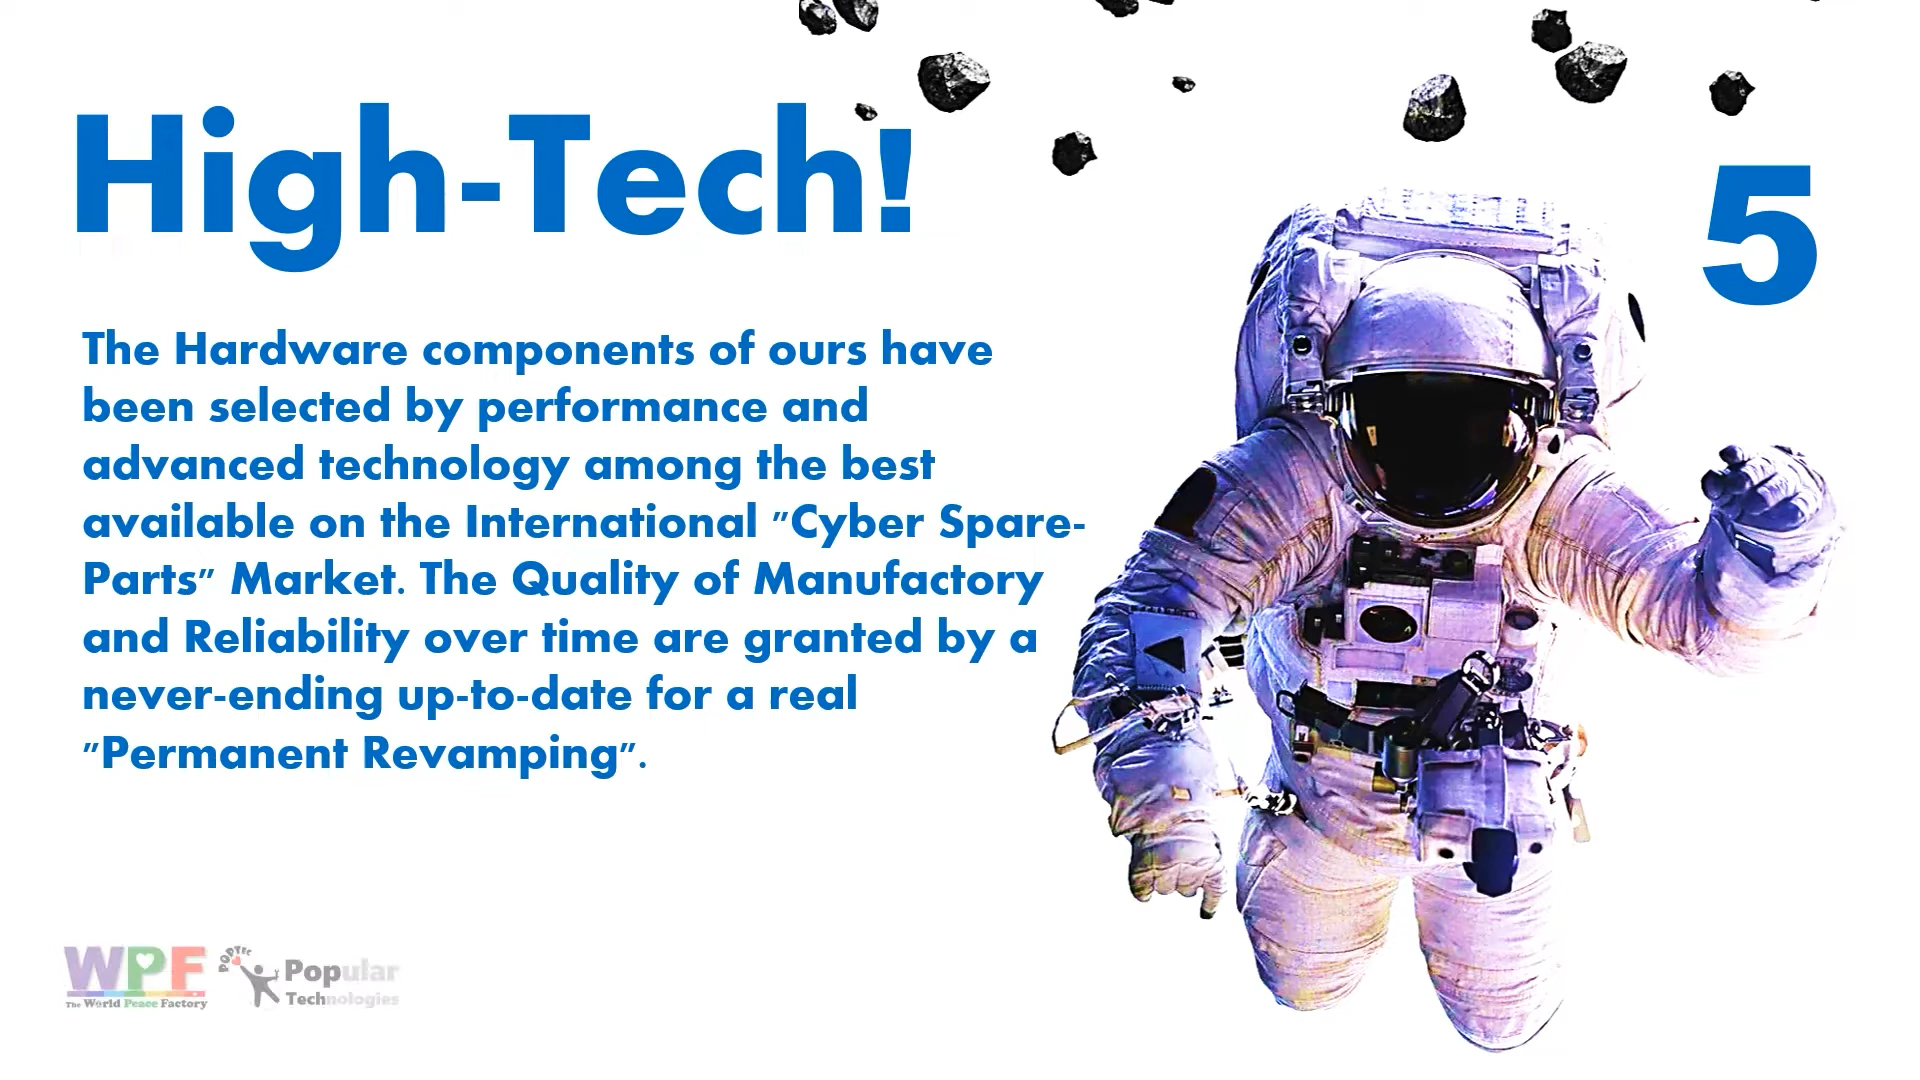 High-Tech!
5
The Hardware components of ours have
been selected by performance and
advanced technology among the best
available on the International "Cyber Spare-
Parts" Market. The Quality of Manufactory
and Reliability over time are granted by a
never-ending up-to-date for a real
"Permanent Revamping".
WPF
The World Peace Factory
POPTEC
Popular
Technologies